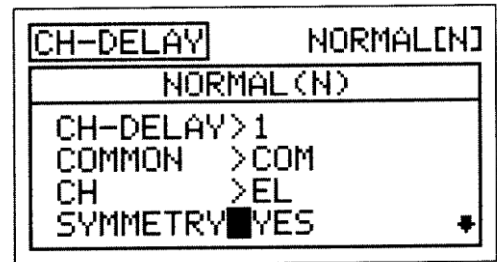 CH-DELAY NORMAL[N]
NORMAL(N)
CH-DELAY>1
COMMON >COM
CH >EL
SYMMETRY YES